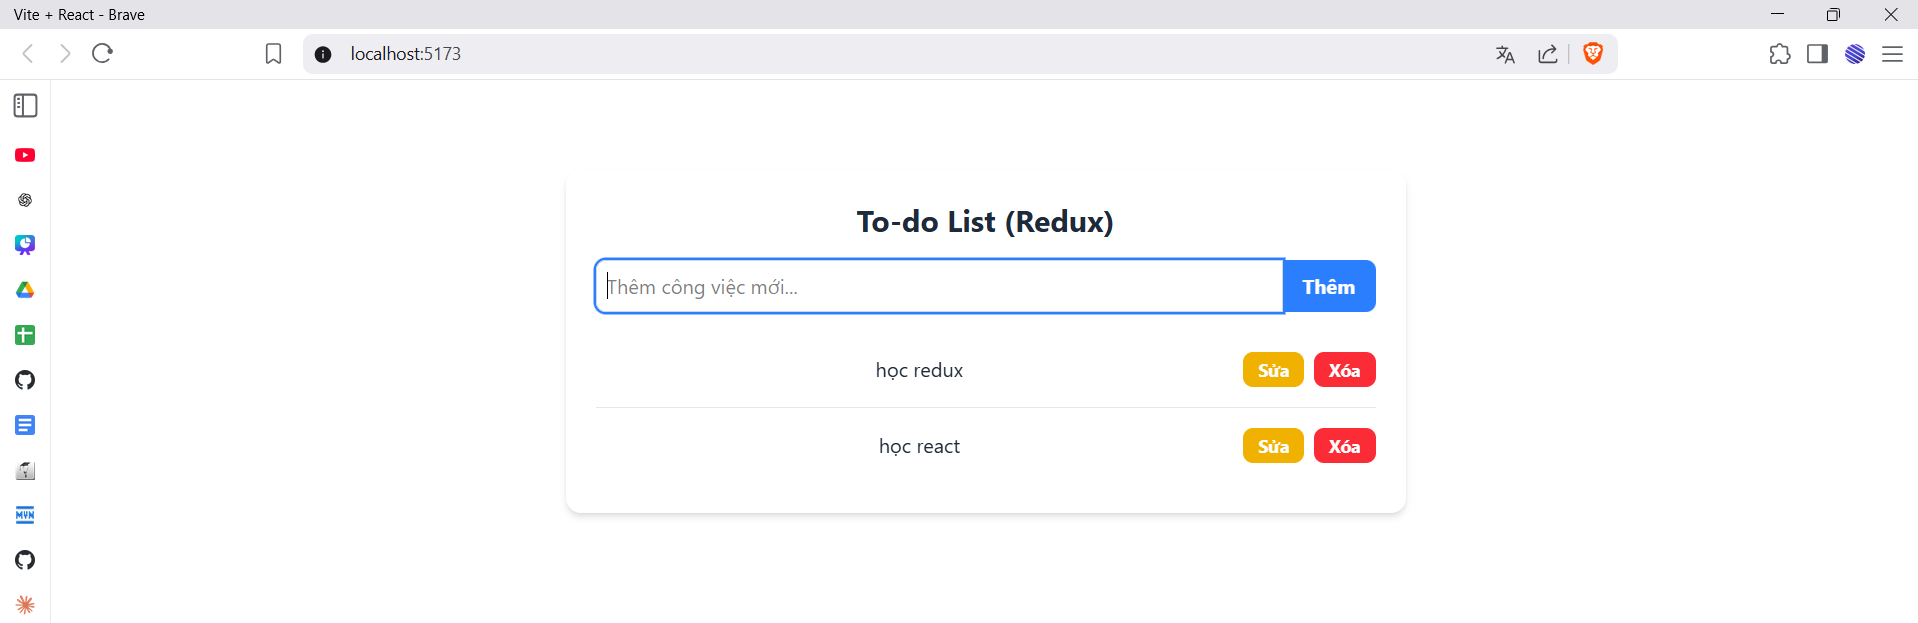 Vite + React - Brave
localhost:5173
To-do List (Redux)
Thêm công việc mới...
Thêm
học redux
Sửa
Xóa
học react
Sửa
Xóa
MVN